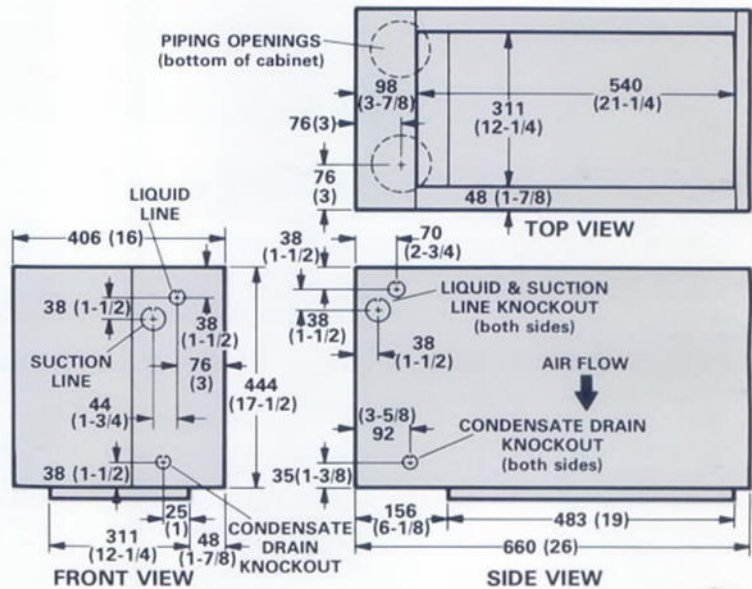 PIPING OPENINGS
(bottom of cabinet)
98
(3-7/8)
540
(21-1/4)
311
(12-1/4)
76(3)
76
(3)
48 (1-7/8)
TOP VIEW
LIQUID
LINE
406 (16)
38 (1-1/2)
38
(1-1/2)
SUCTION
LINE
76
(3)
444
(17-1/2)
44
(1-3/4)
38 (1-1/2)
25
(1)
311
(12-1/4)
48
(1-7/8)
CONDENSATE
DRAIN
KNOCKOUT
FRONT VIEW
38
(1-1/2)
70
(2-3/4)
LIQUID & SUCTION
LINE KNOCKOUT
(both sides)
38
(1-1/2)
38
(1-1/2)
AIR FLOW
(3-5/8)
92
CONDENSATE DRAIN
KNOCKOUT
(both sides)
35(1-3/8)
156
(6-1/8)
483 (19)
660 (26)
SIDE VIEW